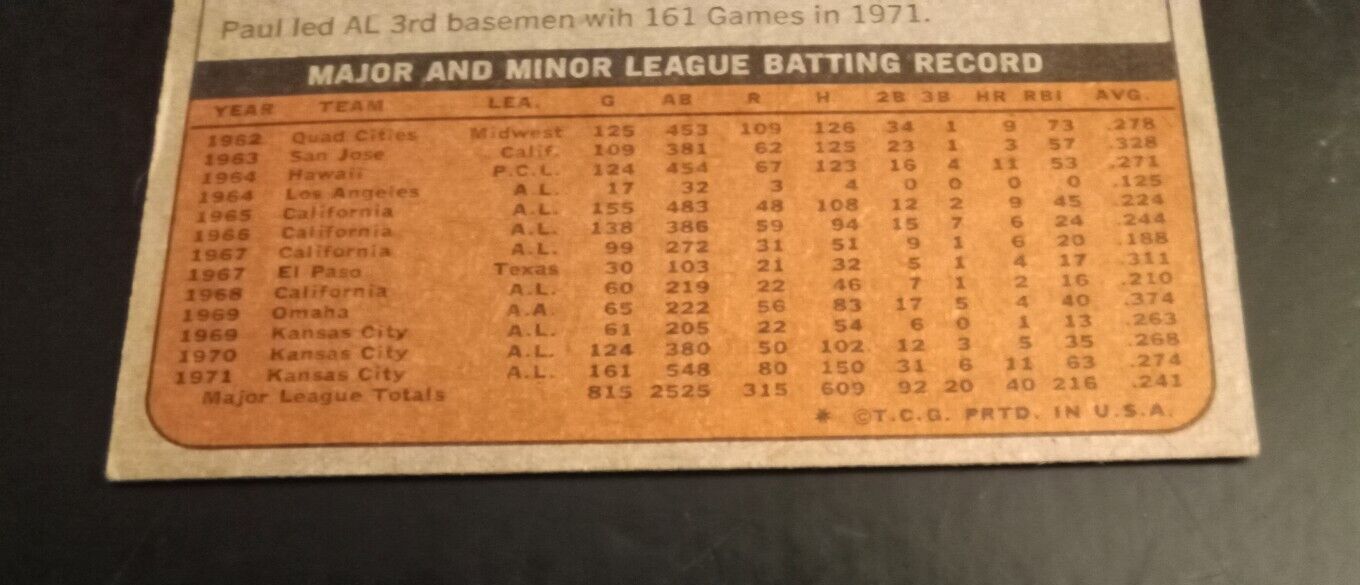 Paul led AL 3rd basemen wih 161 Games in 1971.
MAJOR AND MINOR LEAGUE BATTING RECORD
YEAR TEAM LEA. G AB R H 2B 3B HR RBI AVG.
1962 Quad Cities Midwest 125 453 109 126 34 1 9 73 .278
1963 San Jose Calif. 109 381 62 125 23 1 3 57 .328
1964 Hawaii P.C.L. 124 454 67 123 16 4 11 53 .271
1964 Los Angeles A.L. 17 32 3 4 0 0 0 0 .125
1965 California A.L. 155 483 48 108 12 2 9 45 .224
1966 California A.L. 138 386 59 94 15 7 6 24 .244
1967 California A.L. 99 272 31 51 9 1 6 20 .188
1967 El Paso Texas 30 103 21 32 5 1 4 17 .311
1968 California A.L. 60 219 22 46 7 1 2 16 .210
1969 Omaha A.A. 65 222 56 83 17 5 4 40 .374
1969 Kansas City A.L. 61 205 22 54 6 0 1 13 .263
1970 Kansas City A.L. 124 380 50 102 12 3 5 35 .268
1971 Kansas City A.L. 161 548 80 150 31 6 11 63 .274
Major League Totals 815 2525 315 609 92 20 40 216 .241
* ©T.C.G. PRTD. IN U.S.A.